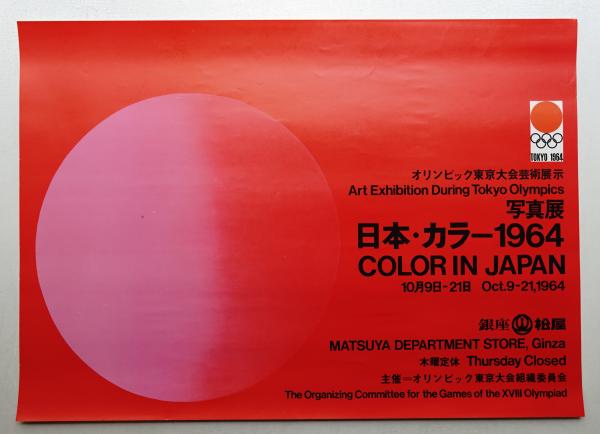 TOKYO 1964
オリンピック東京大会芸術展示
Art Exhibition During Tokyo Olympics
写真展
日本・カラー1964
COLOR IN JAPAN
10月9日-21日 Oct.9-21,1964
銀座 松屋
MATSUYA DEPARTMENT STORE, Ginza
木曜定休 Thursday Closed
主催＝オリンピック東京大会組織委員会
The Organizing Committee for the Games of the XVIII Olympiad